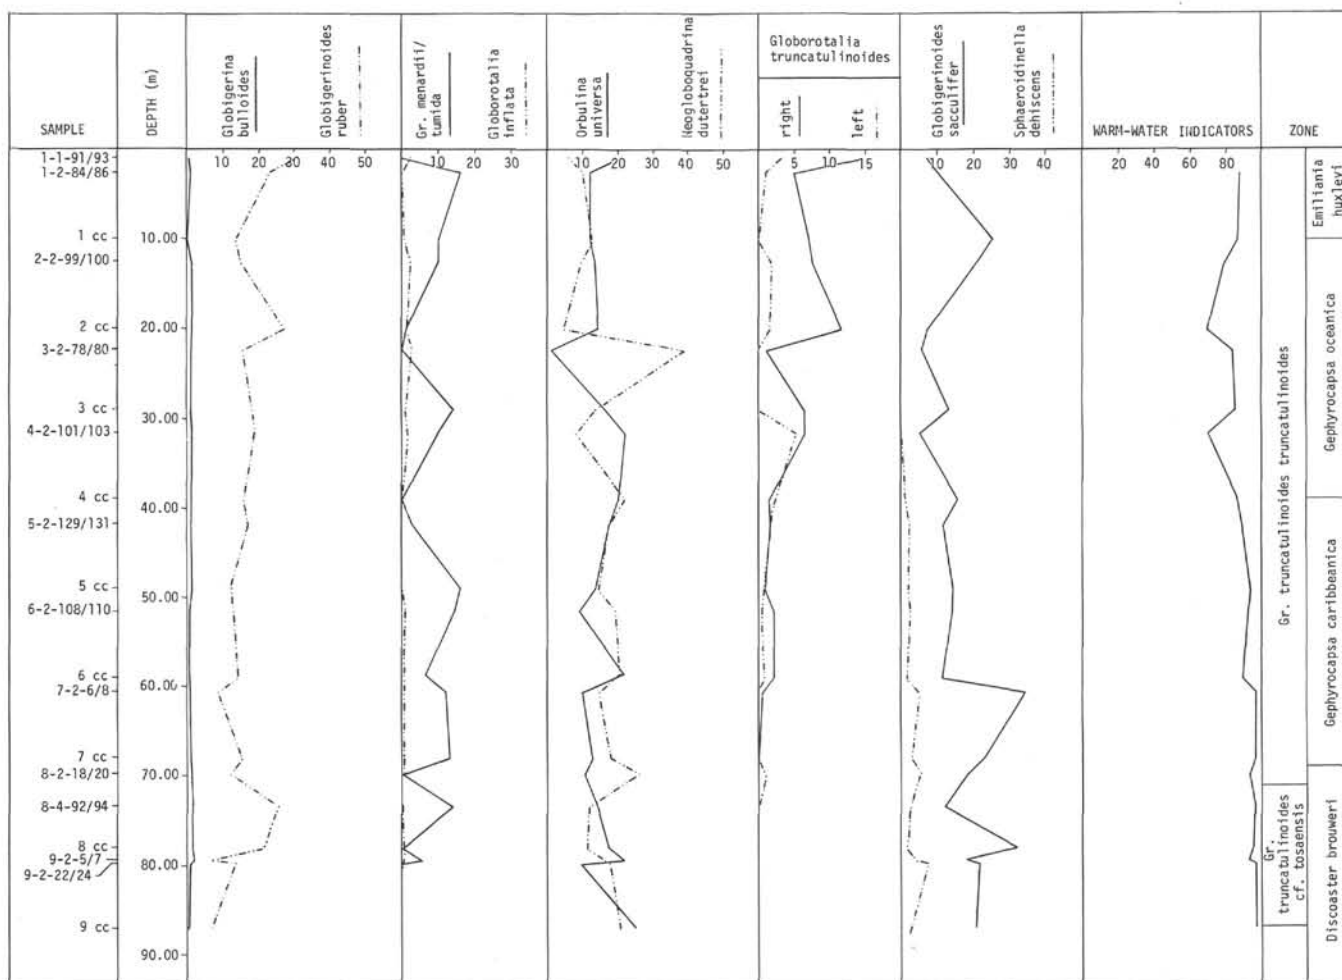 SAMPLE
DEPTH (m)
Globigerina
bulloides
Globigerinoides
ruber
Gr. menardii/
tumida
Globorotalia
inflata
Orbulina
universa
Neogloboquadrina
dutertrei
Globorotalia
truncatulinoides
right
left
Globigerinoides
sacculifer
Sphaeroidinella
dehiscens
WARM-WATER INDICATORS
ZONE
10 20 30 40 50
10 20 30
10 20 30 40 50
5 10 15
10 20 30 40
20 40 60 80
1-1-91/93
1-2-84/86
1 cc
2-2-99/100
2 cc
3-2-78/80
3 cc
4-2-101/103
4 cc
5-2-129/131
5 cc
6-2-108/110
6 cc
7-2-6/8
7 cc
8-2-18/20
8-4-92/94
8 cc
9-2-5/7
9-2-22/24
9 cc
10.00
20.00
30.00
40.00
50.00
60.00
70.00
80.00
90.00
Gr. truncatulinoides truncatulinoides
Gr.
truncatulinoides
cf. tosaensis
Emiliania
huxleyi
Gephyrocapsa oceanica
Gephyrocapsa caribbeanica
Discoaster brouweri